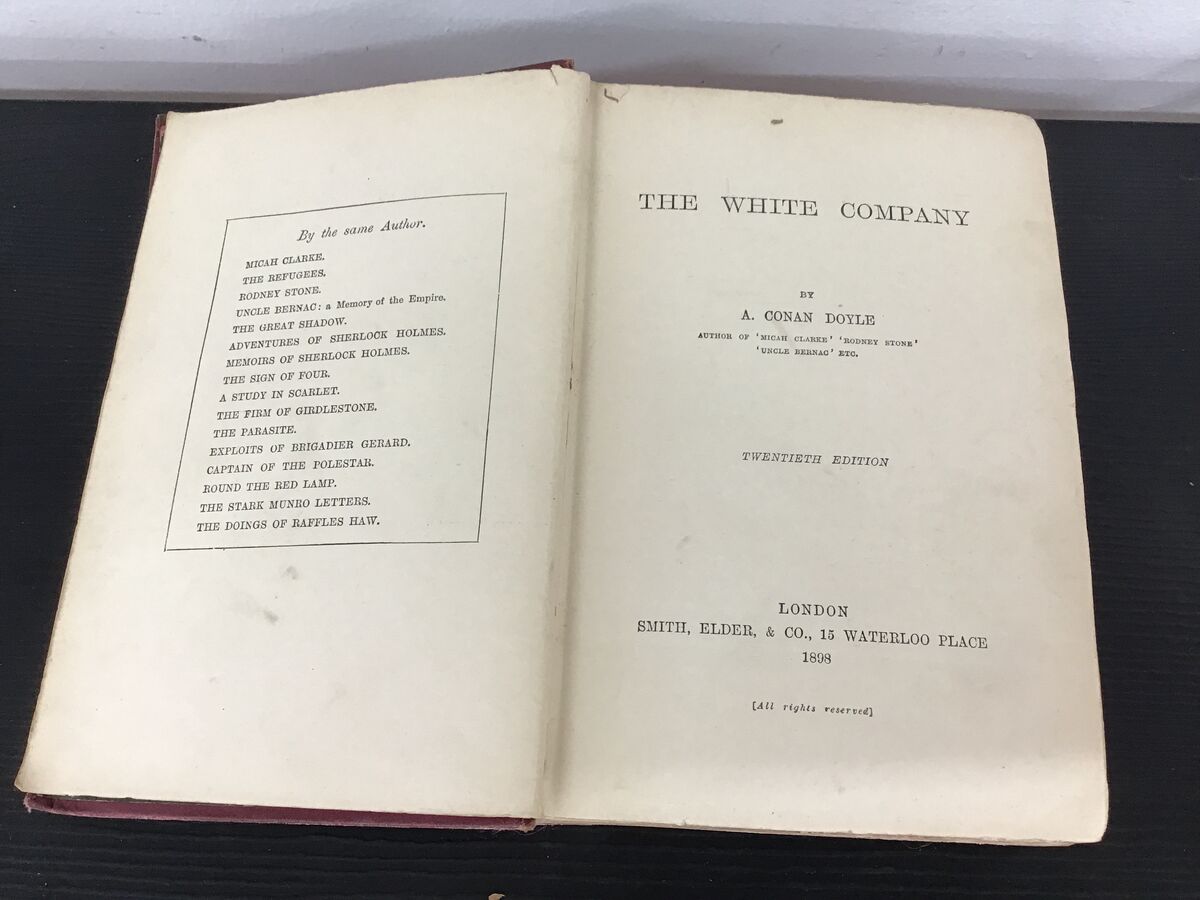 By the same Author.
MICAH CLARKE.
THE REFUGEES.
RODNEY STONE.
UNCLE BERNAC: a Memory of the Empire.
THE GREAT SHADOW.
ADVENTURES OF SHERLOCK HOLMES.
MEMOIRS OF SHERLOCK HOLMES.
THE SIGN OF FOUR.
A STUDY IN SCARLET.
THE FIRM OF GIRDLESTONE.
THE PARASITE.
EXPLOITS OF BRIGADIER GERARD.
CAPTAIN OF THE POLESTAR.
ROUND THE RED LAMP.
THE STARK MUNRO LETTERS.
THE DOINGS OF RAFFLES HAW.
THE WHITE COMPANY
BY
A. CONAN DOYLE
AUTHOR OF 'MICAH CLARKE' 'RODNEY STONE'
'UNCLE BERNAC' ETC.
TWENTIETH EDITION
LONDON
SMITH, ELDER, & CO., 15 WATERLOO PLACE
1898
[All rights reserved]